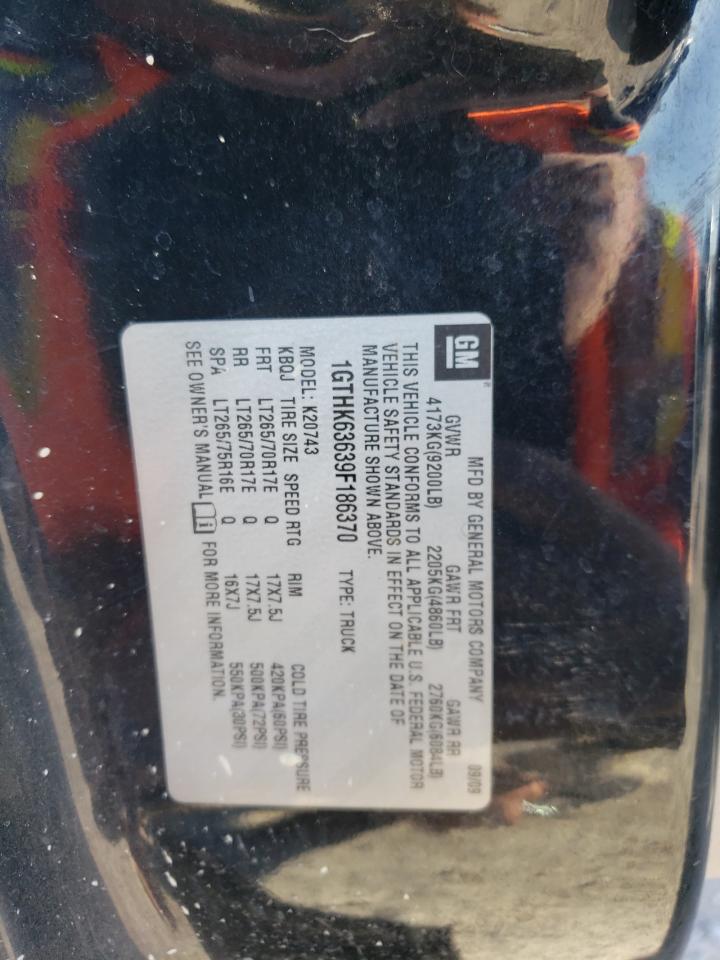 GM
MFD BY GENERAL MOTORS COMPANY 09/09
GVWR GAWR FRT GAWR RR
4173KG(9200LB) 2205KG(4860LB) 2760KG(6084LB)
THIS VEHICLE CONFORMS TO ALL APPLICABLE U.S. FEDERAL MOTOR
VEHICLE SAFETY STANDARDS IN EFFECT ON THE DATE OF
MANUFACTURE SHOWN ABOVE.
1GTHK63639F186370 TYPE: TRUCK
MODEL: K20743
KBQJ TIRE SIZE SPEED RTG RIM COLD TIRE PRESSURE
FRT LT265/70R17E Q 17X7.5J 420KPA(60PSI)
RR LT265/70R17E Q 17X7.5J 500KPA(72PSI)
SPA LT265/75R16E Q 16X7J 550KPA(80PSI)
SEE OWNER'S MANUAL i FOR MORE INFORMATION.